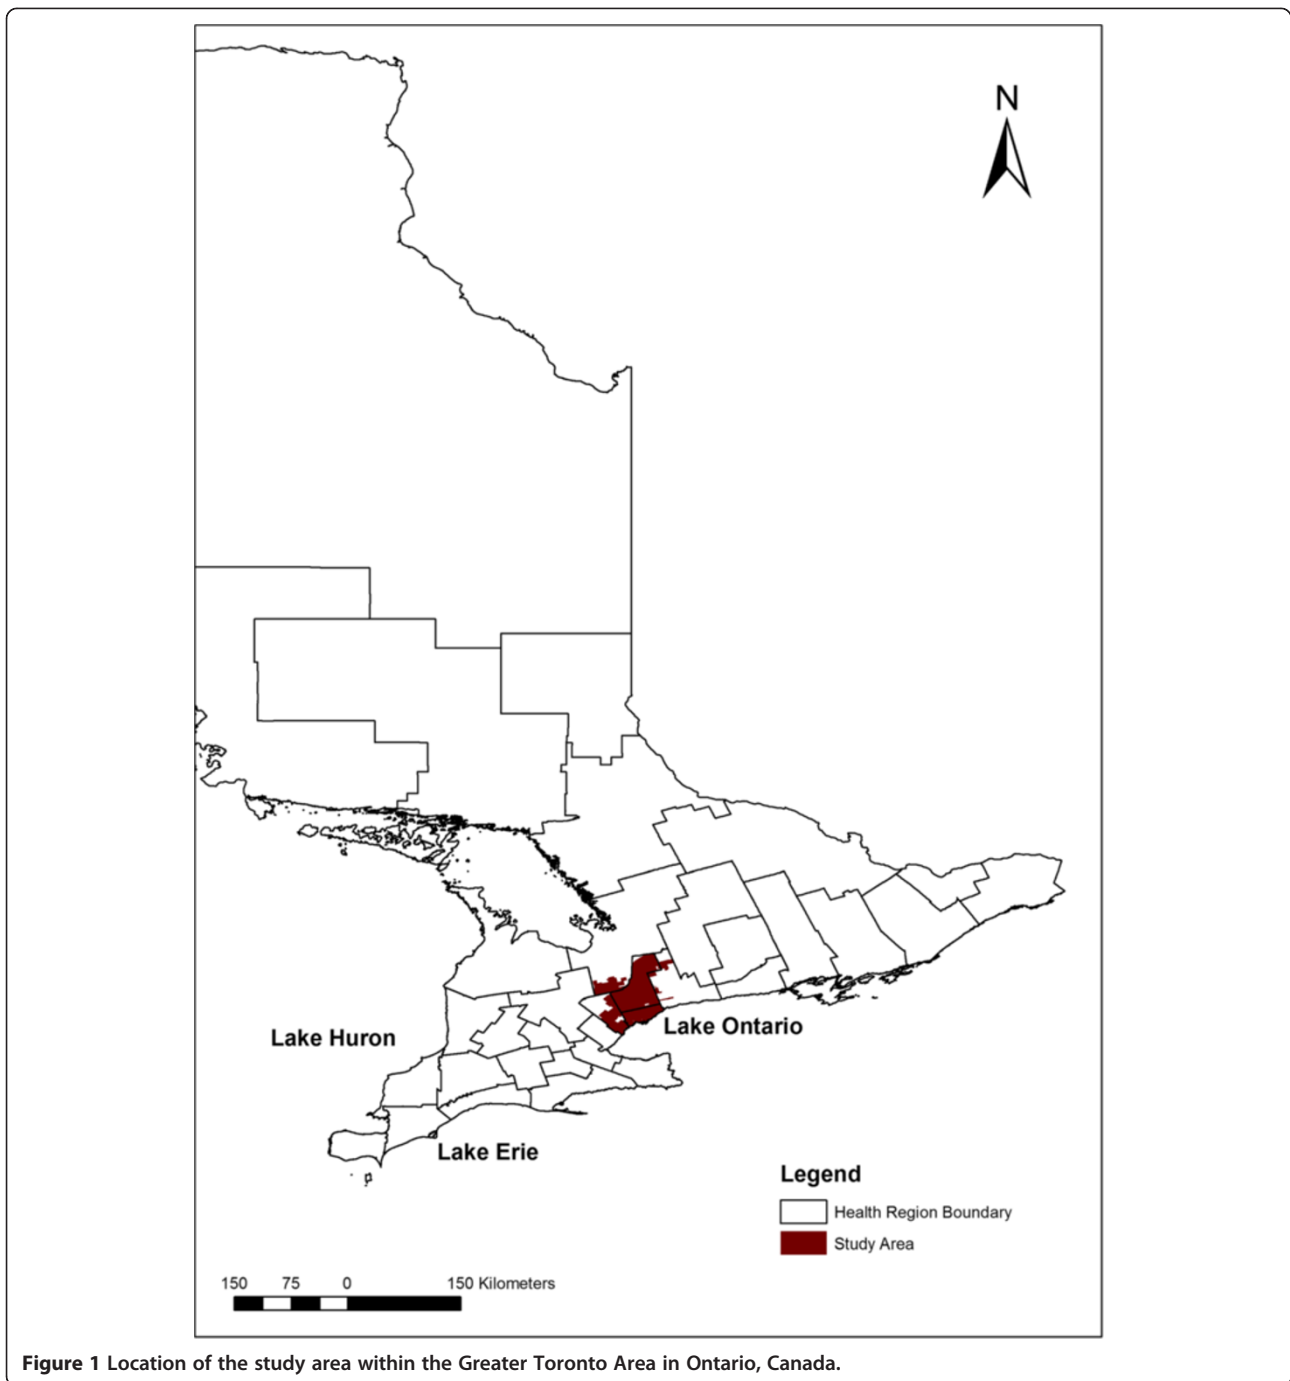 N
Lake Ontario
Lake Huron
Lake Erie
Legend
Health Region Boundary
Study Area
150 75 0 150 Kilometers
Figure 1 Location of the study area within the Greater Toronto Area in Ontario, Canada.